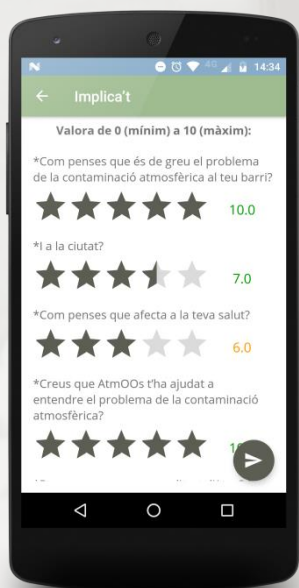 4G 14:34
Implica't
Valora de 0 (mínim) a 10 (màxim):
*Com penses que és de greu el problema
de la contaminació atmosfèrica al teu barri?
10.0
*I a la ciutat?
7.0
*Com penses que afecta a la teva salut?
6.0
*Creus que AtmOOs t'ha ajudat a
entendre el problema de la contaminació
atmosfèrica?